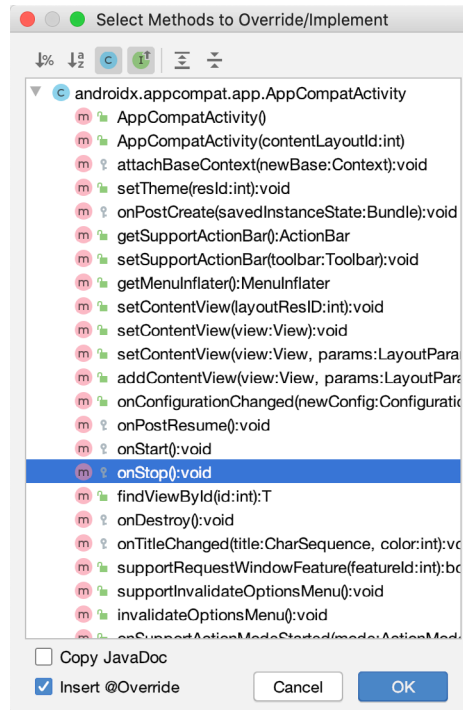 Select Methods to Override/Implement
androidx.appcompat.app.AppCompatActivity
AppCompatActivity()
AppCompatActivity(contentLayoutId:int)
attachBaseContext(newBase:Context):void
setTheme(resId:int):void
onPostCreate(savedInstanceState:Bundle):void
getSupportActionBar():ActionBar
setSupportActionBar(toolbar:Toolbar):void
getMenuInflater():MenuInflater
setContentView(layoutResID:int):void
setContentView(view:View):void
setContentView(view:View, params:LayoutPara
addContentView(view:View, params:LayoutPara
onConfigurationChanged(newConfig:Configuratio
onPostResume():void
onStart():void
onStop():void
findViewById(id:int):T
onDestroy():void
onTitleChanged(title:CharSequence, color:int):vo
supportRequestWindowFeature(featureId:int):bo
supportInvalidateOptionsMenu():void
invalidateOptionsMenu():void
onSupportActionModeStarted(mode:ActionMode
Copy JavaDoc
Insert @Override
Cancel
OK